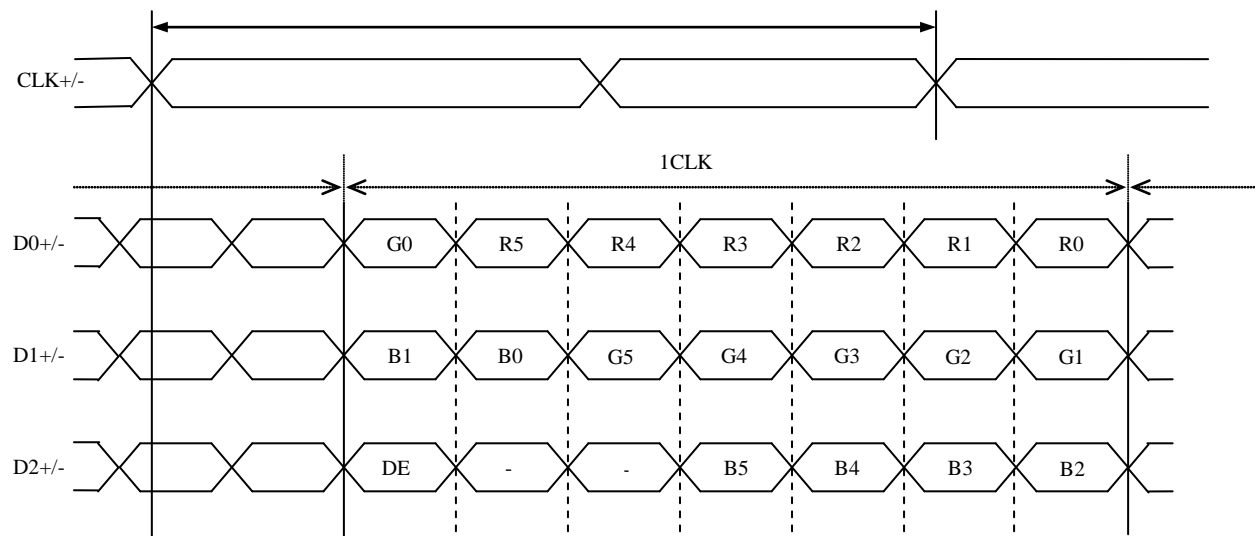 CLK+/-
1CLK
D0+/- G0 R5 R4 R3 R2 R1 R0
D1+/- B1 B0 G5 G4 G3 G2 G1
D2+/- DE - - B5 B4 B3 B2